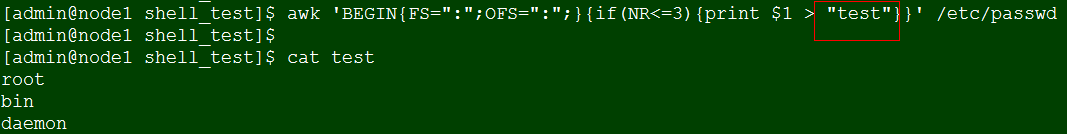 [admin@node1 shell_test]$ awk 'BEGIN{FS=":";OFS=":";}{if(NR<=3){print $1 > "test"}}' /etc/passwd
[admin@node1 shell_test]$
[admin@node1 shell_test]$ cat test
root
bin
daemon